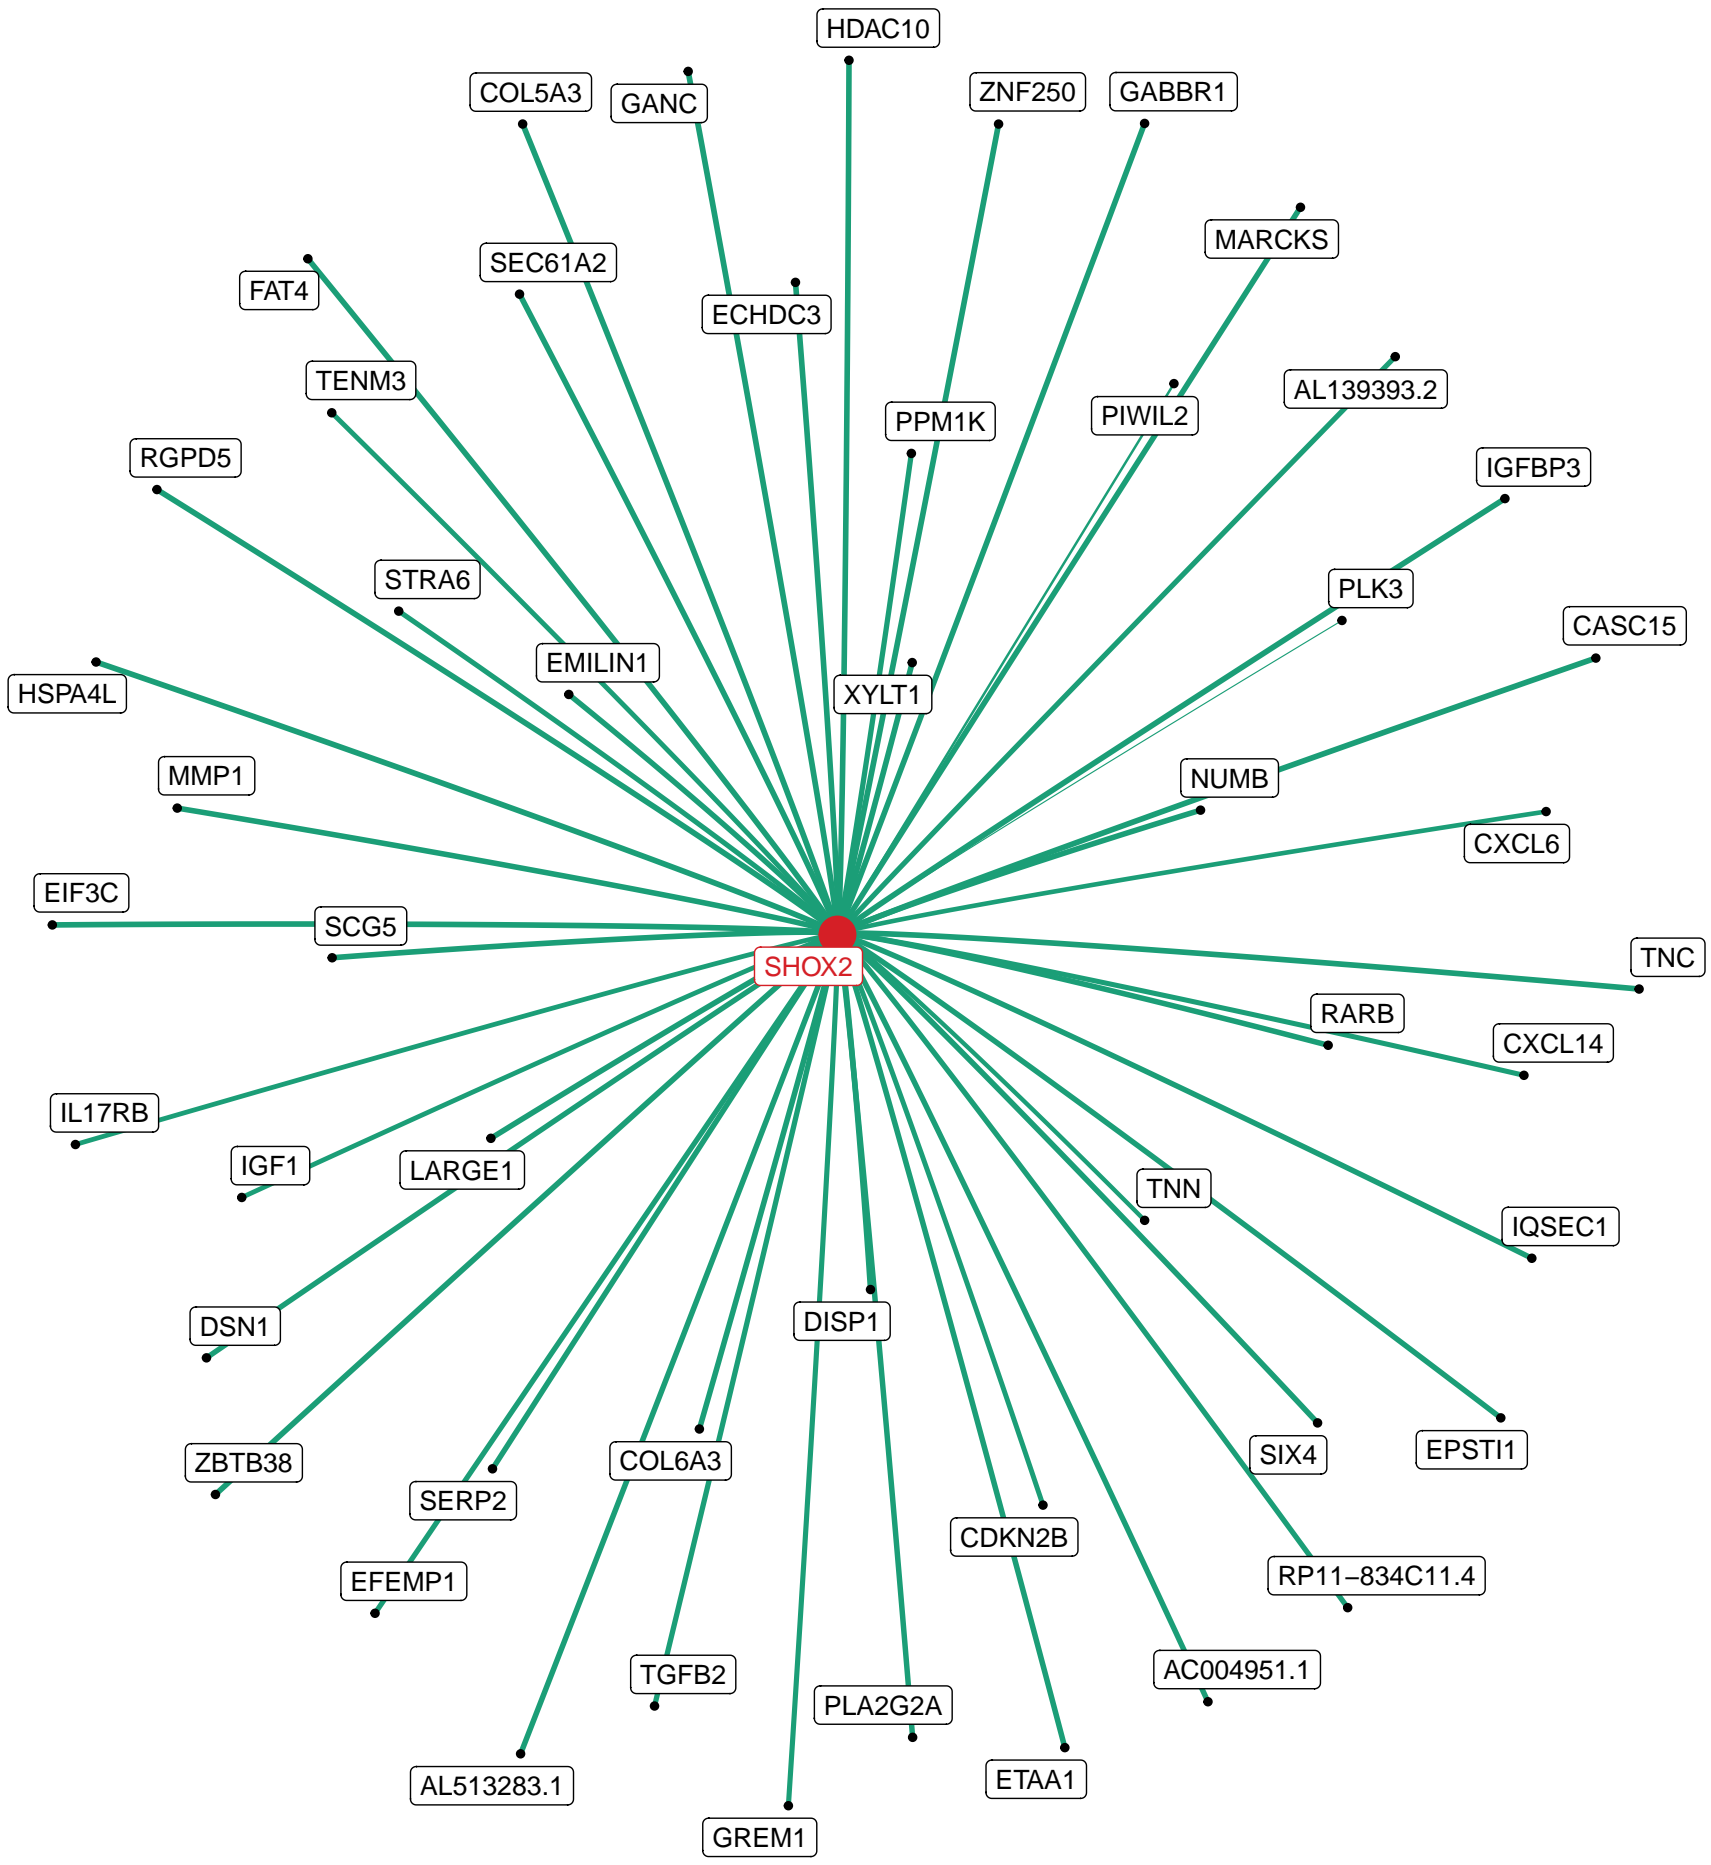 HDAC10
COL5A3
GANC
ZNF250
GABBR1
MARCKS
SEC61A2
FAT4
ECHDC3
TENM3
AL139393.2
PIWIL2
PPM1K
RGPD5
IGFBP3
STRA6
PLK3
CASC15
EMILIN1
HSPA4L
XYLT1
MMP1
NUMB
CXCL6
EIF3C
SCG5
TNC
SHOX2
RARB
CXCL14
IL17RB
IGF1
LARGE1
TNN
IQSEC1
DISP1
DSN1
EPSTI1
SIX4
COL6A3
ZBTB38
SERP2
CDKN2B
RP11–834C11.4
EFEMP1
AC004951.1
TGFB2
PLA2G2A
ETAA1
AL513283.1
GREM1